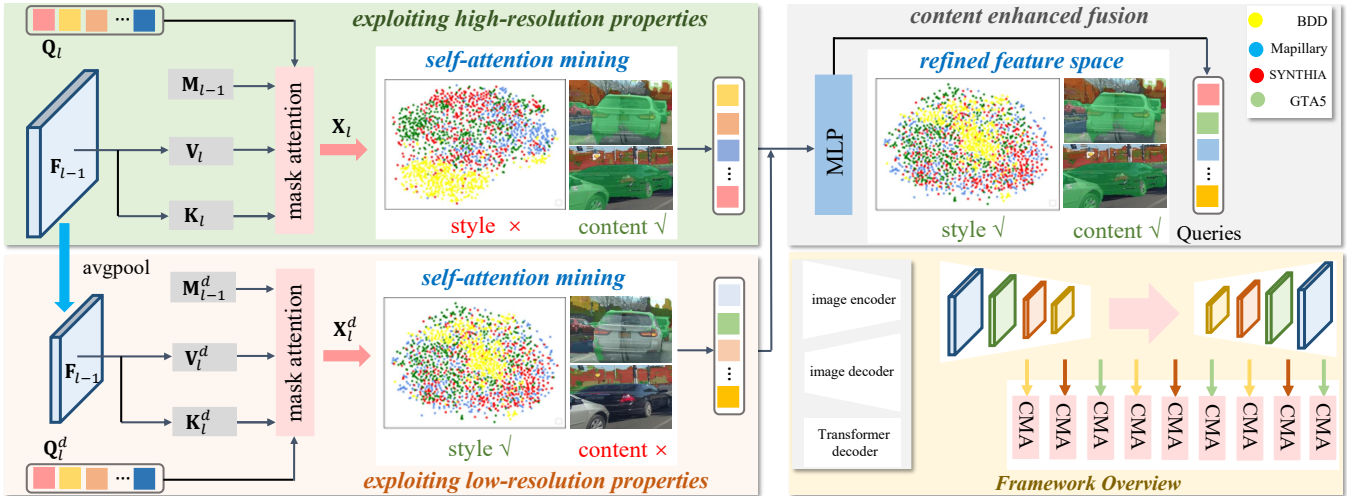 exploiting high-resolution properties
Q_l
F_{l−1}
M_{l−1}
V_l
K_l
mask attention
X_l
self-attention mining
style ×
content √
avgpool
F_{l−1}
M^d_{l−1}
V^d_l
K^d_l
Q^d_l
mask attention
X^d_l
self-attention mining
style √
content ×
exploiting low-resolution properties
content enhanced fusion
MLP
refined feature space
style √
content √
Queries
BDD
Mapillary
SYNTHIA
GTA5
image encoder
image decoder
Transformer
decoder
CMA
CMA
CMA
CMA
CMA
CMA
CMA
CMA
CMA
Framework Overview